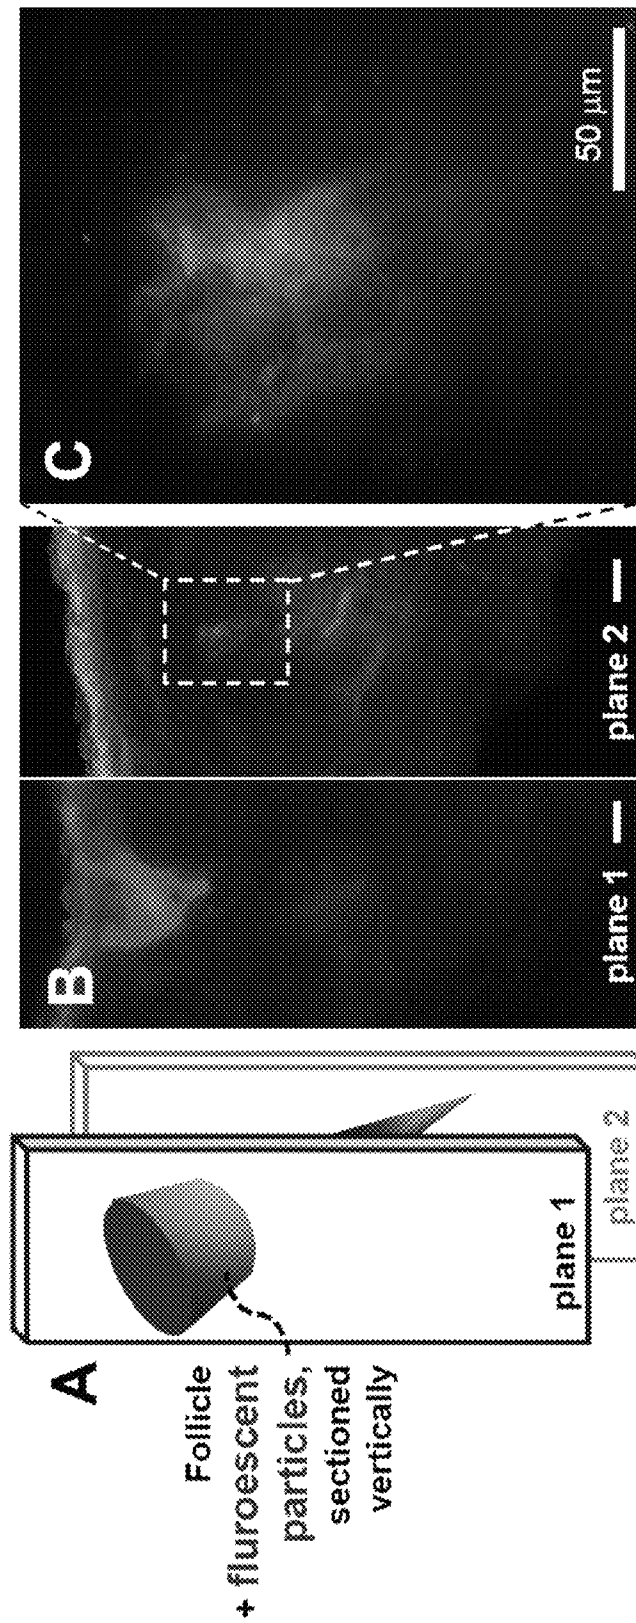 A
Follicle
+ fluroescent
particles,
sectioned
vertically
plane 1
plane 2
B
plane 1
plane 2
C
50 µm